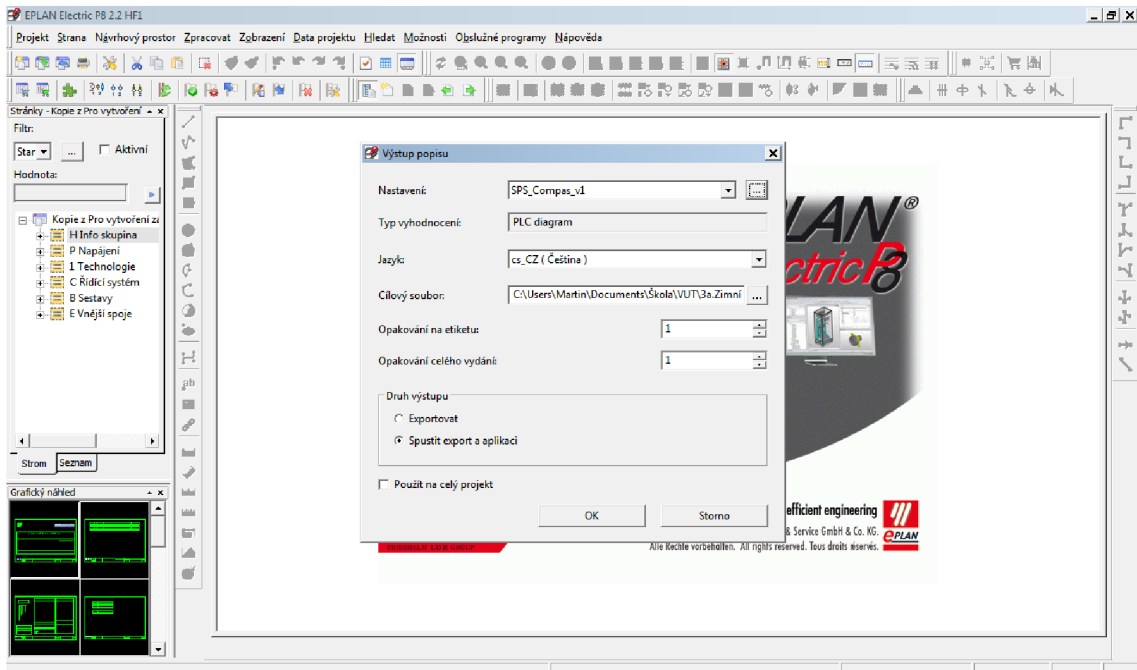 EPLAN Electric P8 2.2 HF1
Projekt Strana Návrhový prostor Zpracovat Zobrazení Data projektu Hledat Možnosti Obslužné programy Nápověda
Stránky - Kopie z Pro vytvoření
Filtr:
Star
...
Aktivní
Hodnota:
Kopie z Pro vytvoření za
H Info skupina
P Napájení
1 Technologie
C Řídicí systém
B Sestavy
E Vnější spoje
Strom
Seznam
Grafický náhled
Výstup popisu
Nastavení:
SPS_Compas_v1
...
Typ vyhodnocení:
PLC diagram
Jazyk:
cs_CZ ( Čeština )
Cílový soubor:
C:\Users\Martin\Documents\Škola\VUT\3a.Zimní
...
Opakování na etiketu:
1
Opakování celého vydání:
1
Druh výstupu
Exportovat
Spustit export a aplikaci
Použít na celý projekt
OK
Storno
PLAN®
ectric P8
efficient engineering
& Service GmbH & Co. KG.
EPLAN
Alle Rechte vorbehalten. All rights reserved. Tous droits réservés.